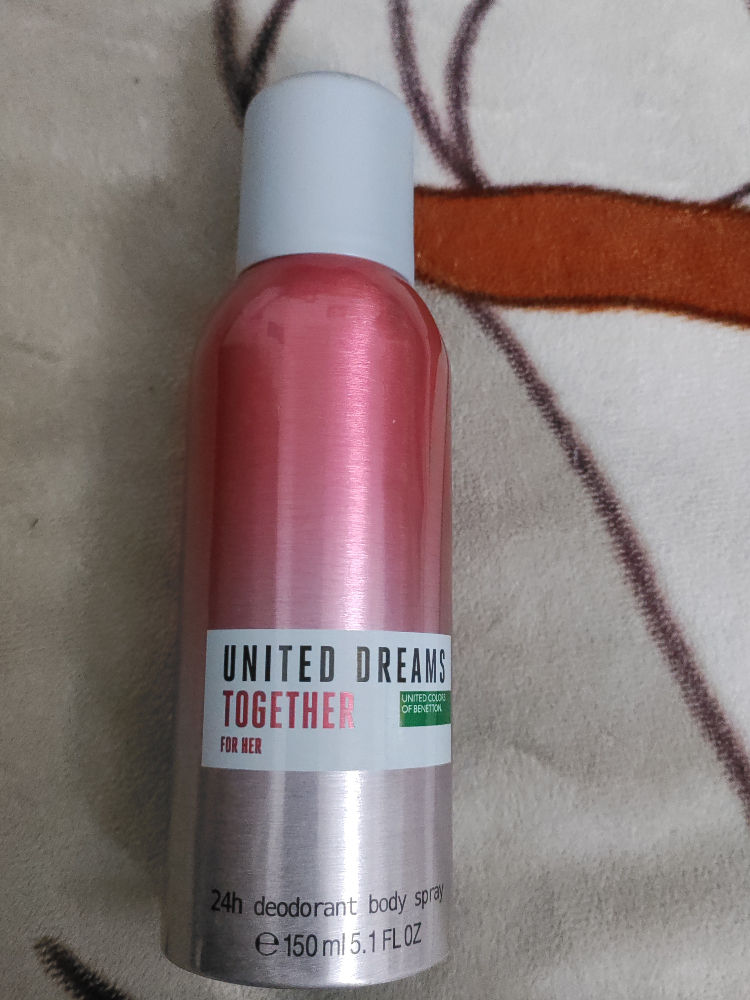 UNITED DREAMS
TOGETHER
UNITED COLORS
OF BENETTON.
FOR HER
24h deodorant body spray
℮ 150 ml 5.1 FL OZ